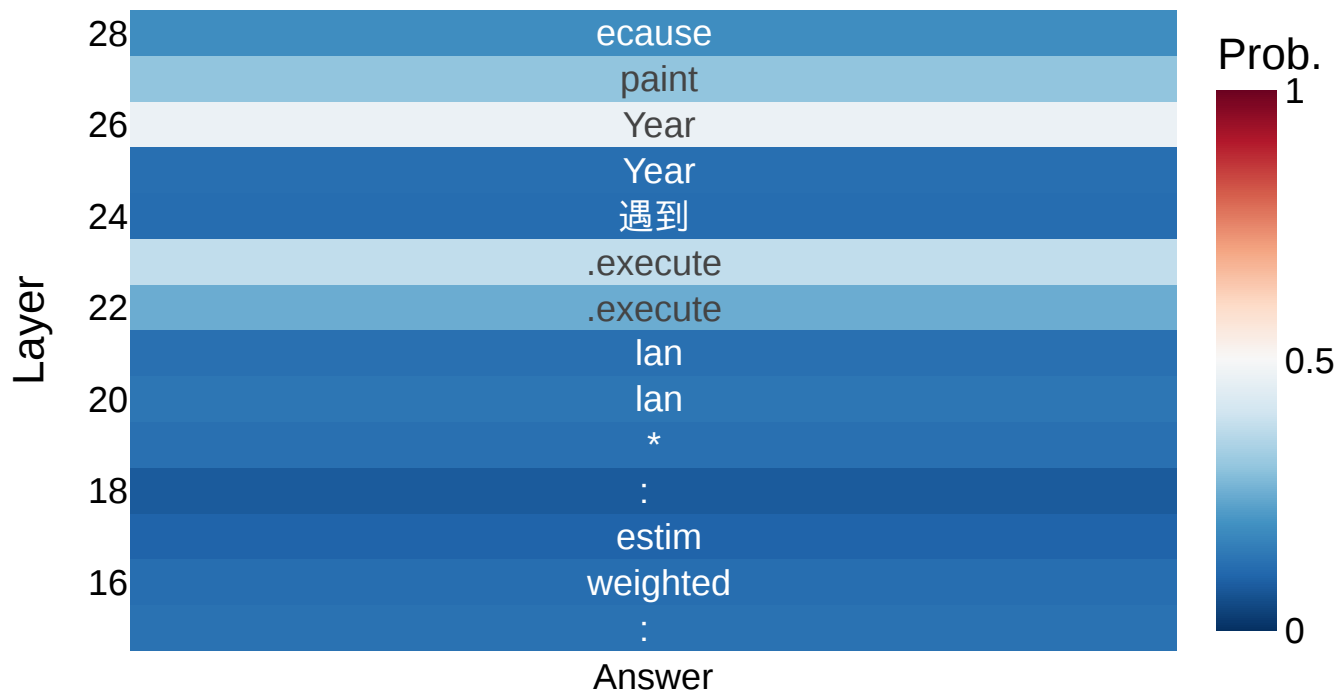 28 ecause
paint
26 Year
Year
24 遇到
.execute
22 .execute
lan
20 lan
*
18 :
estim
16 weighted
:
Layer
Answer
Prob.
1
0.5
0